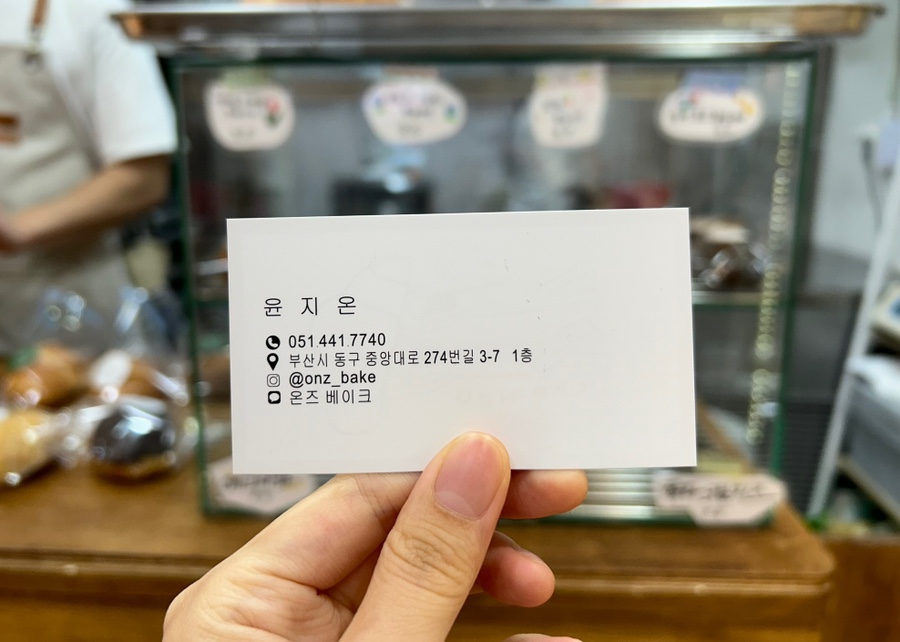 윤 지 온
051.441.7740
부산시 동구 중앙대로 274번길 3-7 1층
@onz_bake
온즈 베이크